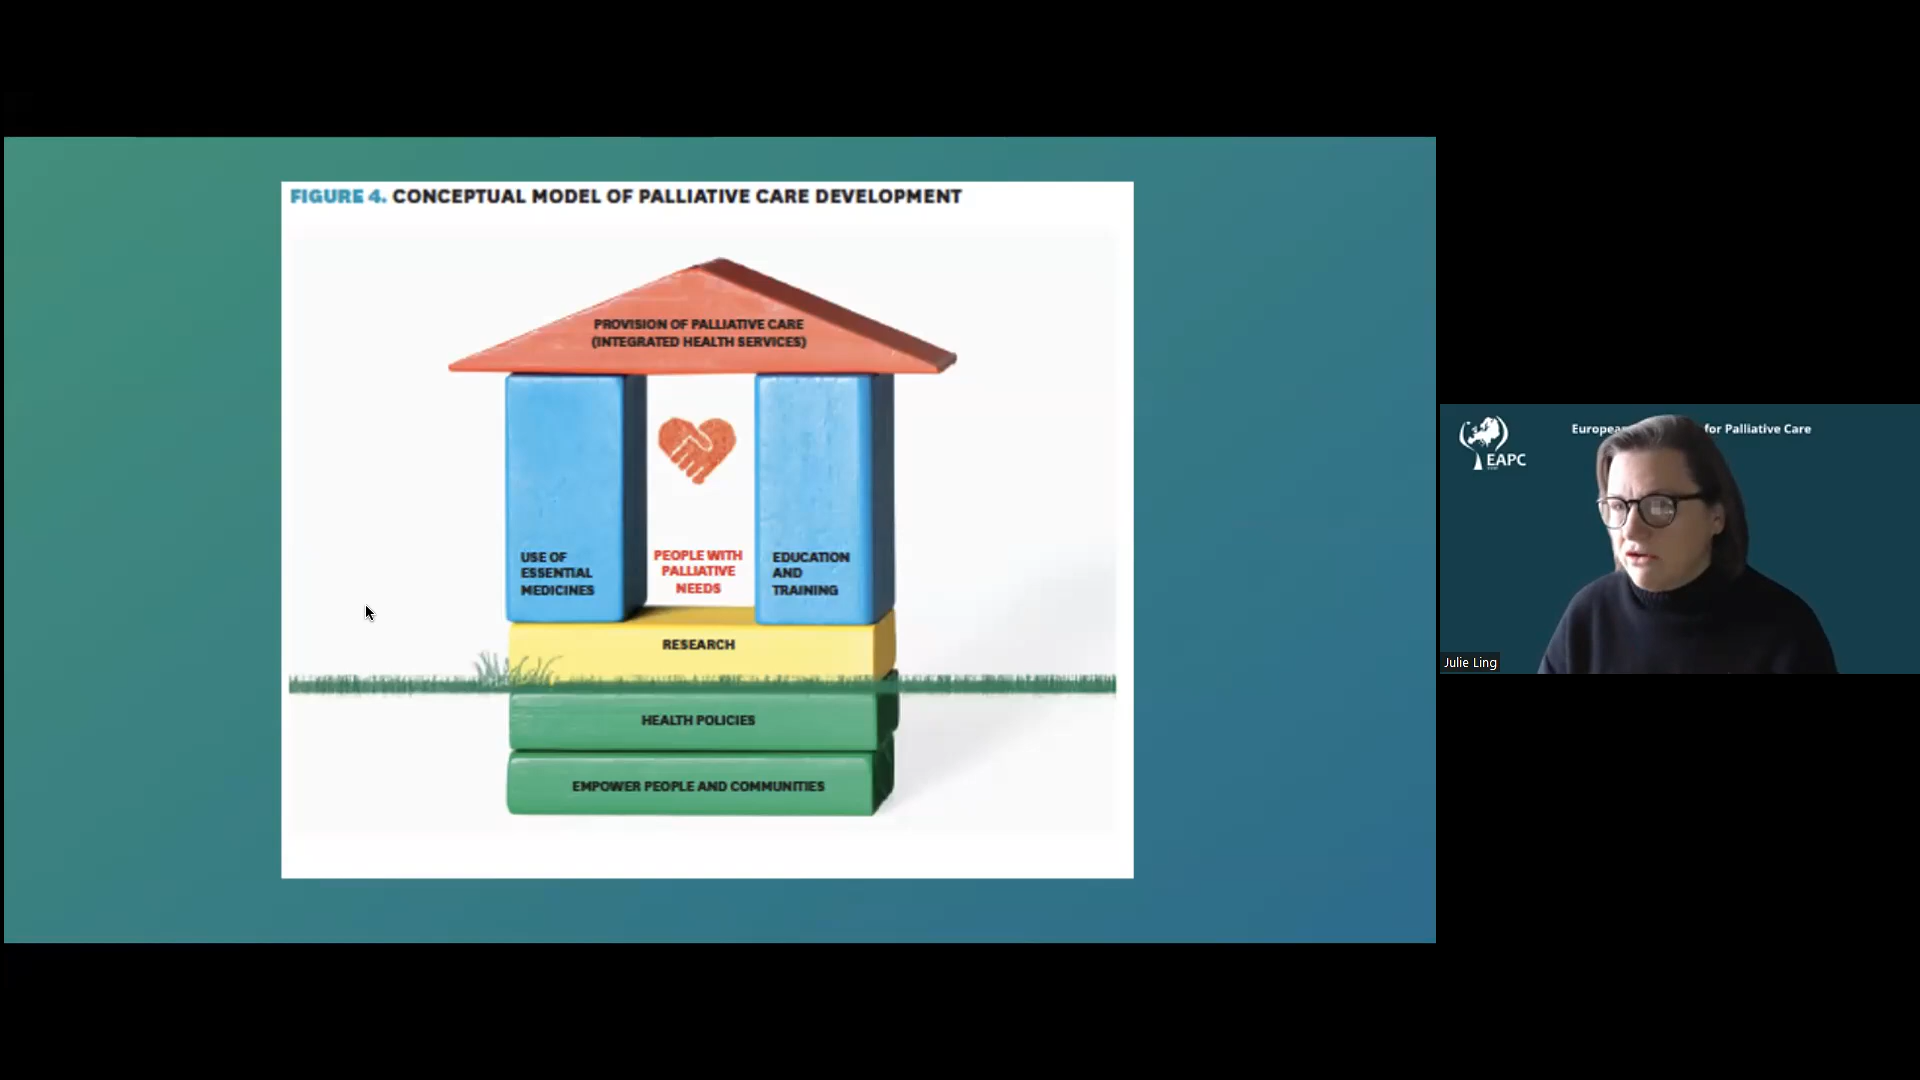 FIGURE 4. CONCEPTUAL MODEL OF PALLIATIVE CARE DEVELOPMENT
PROVISION OF PALLIATIVE CARE
(INTEGRATED HEALTH SERVICES)
USE OF
ESSENTIAL
MEDICINES
PEOPLE WITH
PALLIATIVE
NEEDS
EDUCATION
AND
TRAINING
RESEARCH
HEALTH POLICIES
EMPOWER PEOPLE AND COMMUNITIES
for Palliative Care
EAPC
Julie Ling